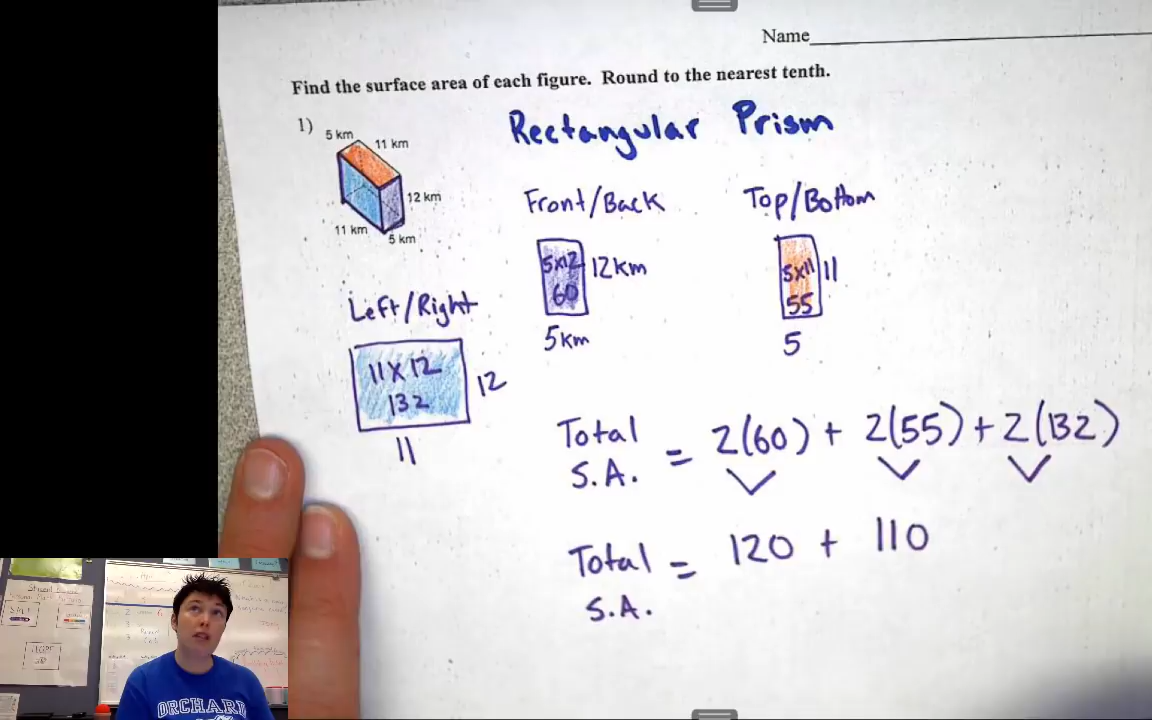 Name
Find the surface area of each figure. Round to the nearest tenth.
1)
Rectangular Prism
5 km
11 km
12 km
11 km
5 km
Front/Back
5x12
60
12km
5km
Top/Bottom
5x11
55
11
5
Left/Right
11X12
132
12
11
Total S.A. = 2(60) + 2(55) + 2(132)
Total S.A. = 120 + 110
ORCHARD